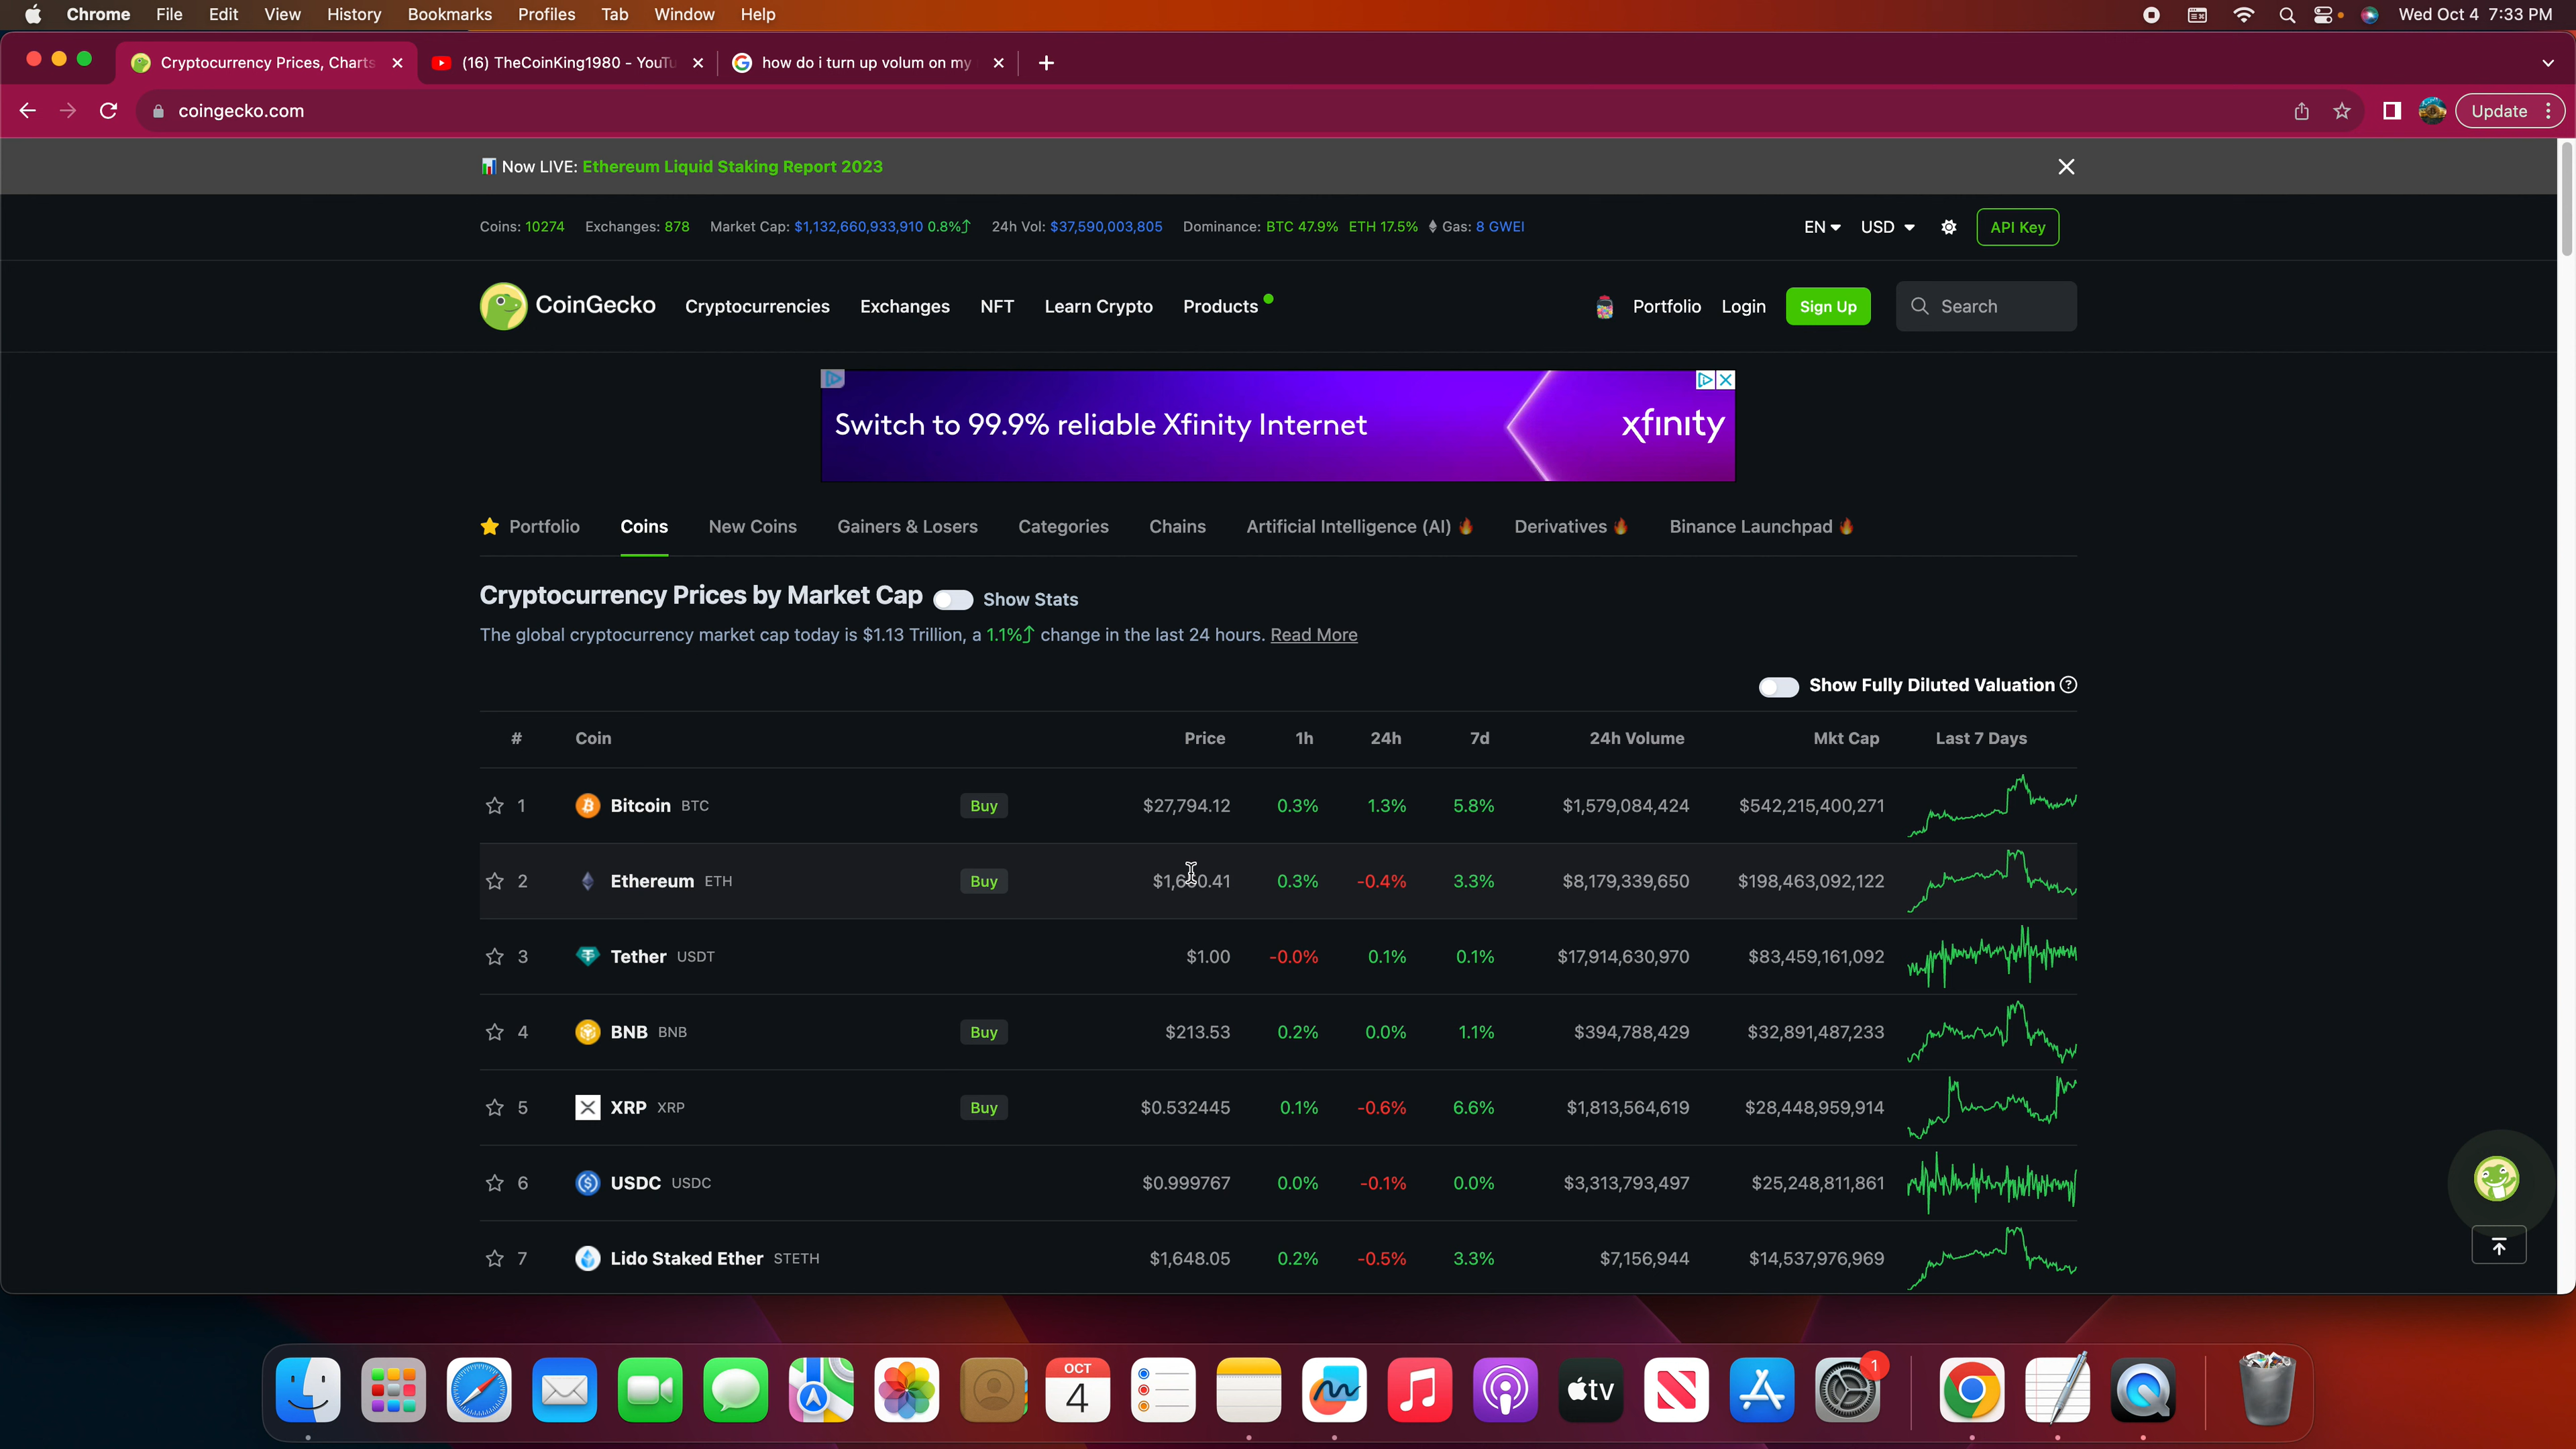 Chrome File Edit View History Bookmarks Profiles Tab Window Help Wed Oct 4 7:33 PM
Cryptocurrency Prices, Charts (16) TheCoinKing1980 - YouTu how do i turn up volum on my
coingecko.com Update
Now LIVE: Ethereum Liquid Staking Report 2023
Coins: 10274 Exchanges: 878 Market Cap: $1,132,660,933,910 0.8% 24h Vol: $37,590,003,805 Dominance: BTC 47.9% ETH 17.5% Gas: 8 GWEI EN USD API Key
CoinGecko Cryptocurrencies Exchanges NFT Learn Crypto Products Portfolio Login Sign Up Search
Switch to 99.9% reliable Xfinity Internet xfinity
Portfolio Coins New Coins Gainers & Losers Categories Chains Artificial Intelligence (AI) Derivatives Binance Launchpad
Cryptocurrency Prices by Market Cap Show Stats
The global cryptocurrency market cap today is $1.13 Trillion, a 1.1% change in the last 24 hours. Read More
Show Fully Diluted Valuation
# Coin Price 1h 24h 7d 24h Volume Mkt Cap Last 7 Days
1 Bitcoin BTC Buy $27,794.12 0.3% 1.3% 5.8% $1,579,084,424 $542,215,400,271
2 Ethereum ETH Buy 0.3% -0.4% 3.3% $8,179,339,650 $198,463,092,122
3 Tether USDT $1.00 -0.0% 0.1% 0.1% $17,914,630,970 $83,459,161,092
4 BNB BNB Buy $213.53 0.2% 0.0% 1.1% $394,788,429 $32,891,487,233
5 XRP XRP Buy $0.532445 0.1% -0.6% 6.6% $1,813,564,619 $28,448,959,914
6 USDC USDC $0.999767 0.0% -0.1% 0.0% $3,313,793,497 $25,248,811,861
7 Lido Staked Ether STETH $1,648.05 0.2% -0.5% 3.3% $7,156,944 $14,537,976,969
OCT
4
tv
1